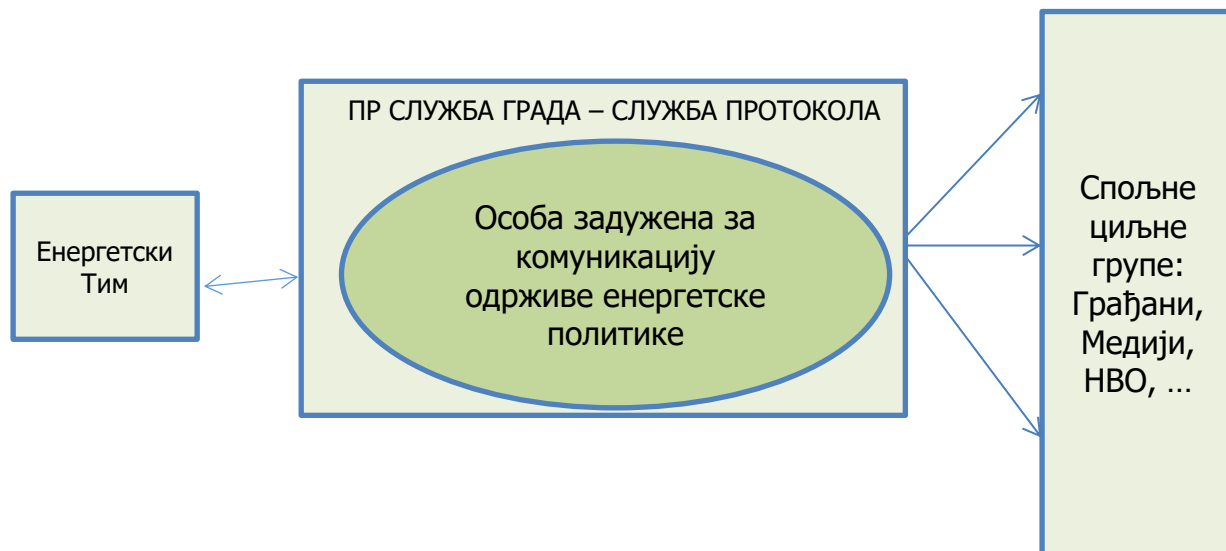 ПР СЛУЖБА ГРАДА – СЛУЖБА ПРОТОКОЛА
Енергетски
Тим
Особа задужена за
комуникацију
одрживе енергетске
политике
Спољне
циљне
групе:
Грађани,
Медији,
НВО, ...